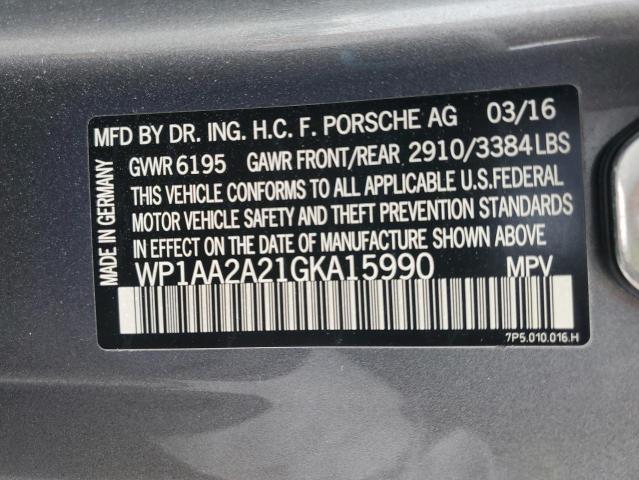 MFD BY DR. ING. H.C. F. PORSCHE AG 03/16
GVWR 6195 GAWR FRONT/REAR 2910/3384 LBS
THIS VEHICLE CONFORMS TO ALL APPLICABLE U.S. FEDERAL
MOTOR VEHICLE SAFETY AND THEFT PREVENTION STANDARDS
IN EFFECT ON DATE OF MANUFACTURE SHOWN ABOVE
WP1AA2A21GKA15990 MPV
7P5.010.016.H
MADE IN GERMANY